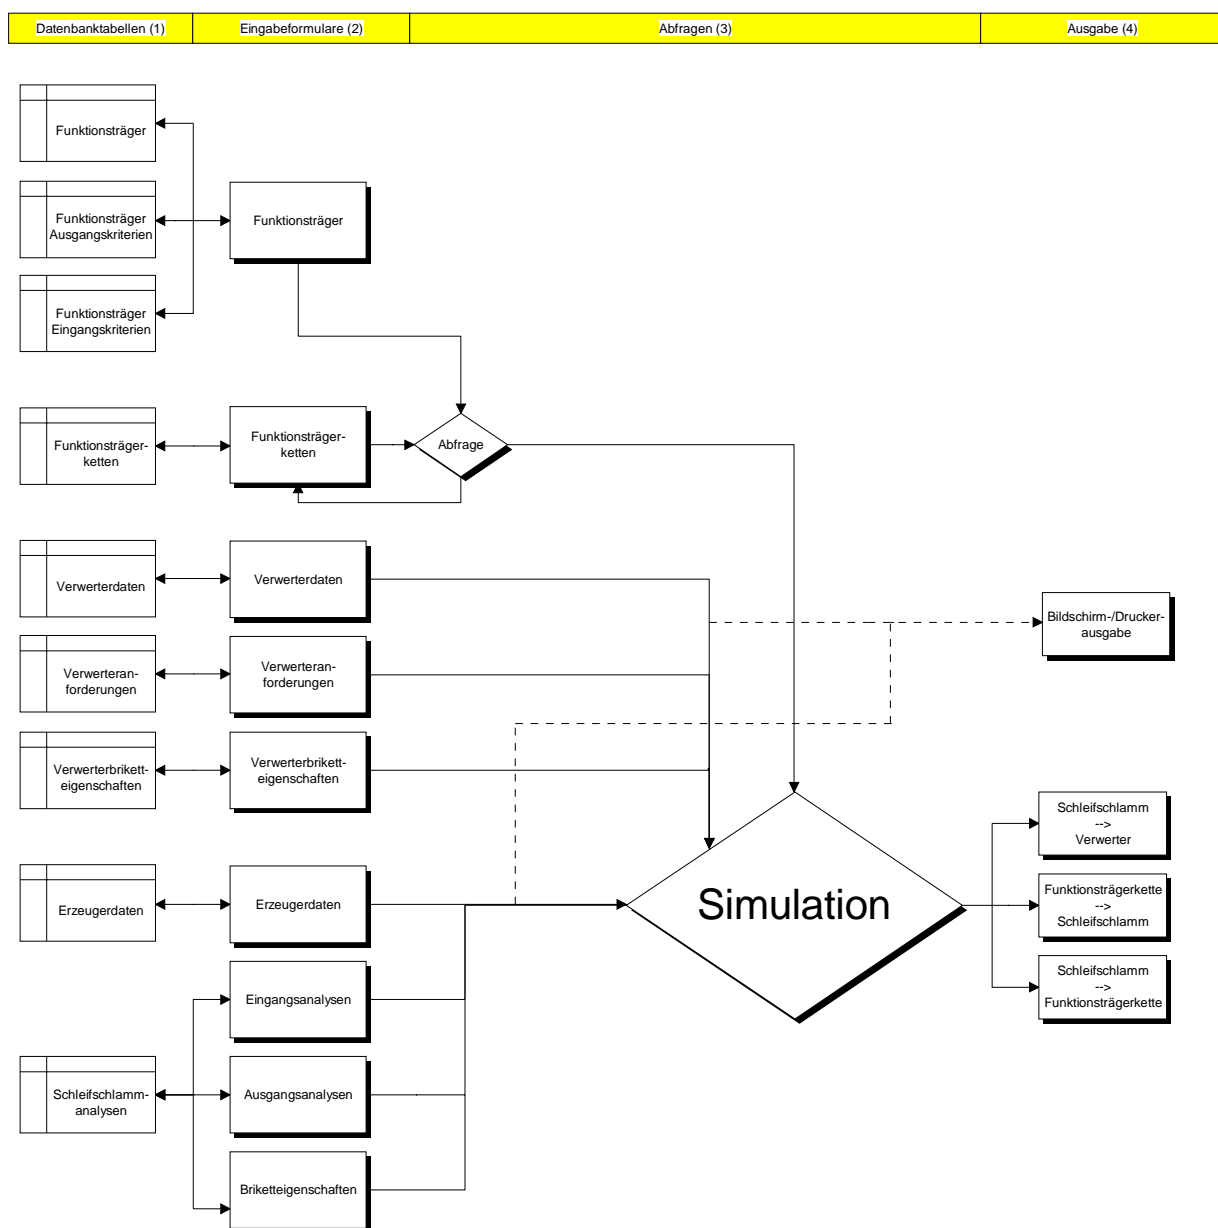 Datenbanktabellen (1)
Eingabeformulare (2)
Abfragen (3)
Ausgabe (4)
Funktionsträger
Funktionsträger
Ausgangskriterien
Funktionsträger
Funktionsträger
Eingangskriterien
Funktionsträger-
ketten
Funktionsträger-
ketten
Abfrage
Verwerterdaten
Verwerterdaten
Bildschirm-/Drucker-
ausgabe
Verwerteran-
forderungen
Verwerteran-
forderungen
Verwerterbrikett-
eigenschaften
Verwerterbrikett-
eigenschaften
Schleifschlamm
-->
Verwerter
Erzeugerdaten
Erzeugerdaten
Simulation
Funktionsträgerkette
-->
Schleifschlamm
Schleifschlamm
-->
Funktionsträgerkette
Eingangsanalysen
Schleifschlamm-
analysen
Ausgangsanalysen
Briketteigenschaften